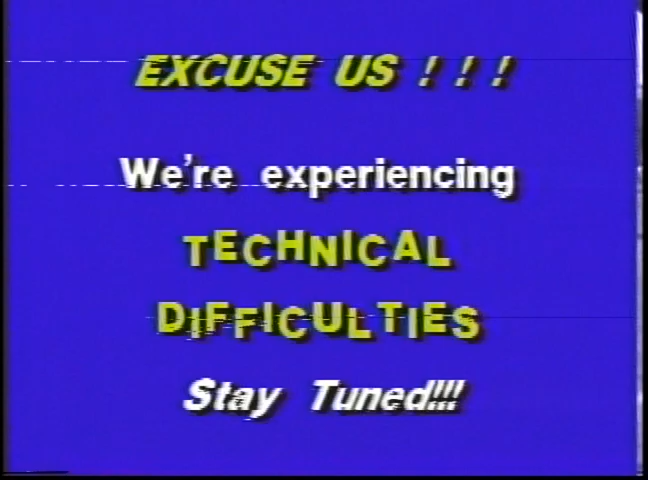 EXCUSE US ! ! !
We're experiencing
TECHNICAL
DIFFICULTIES
Stay Tuned!!!